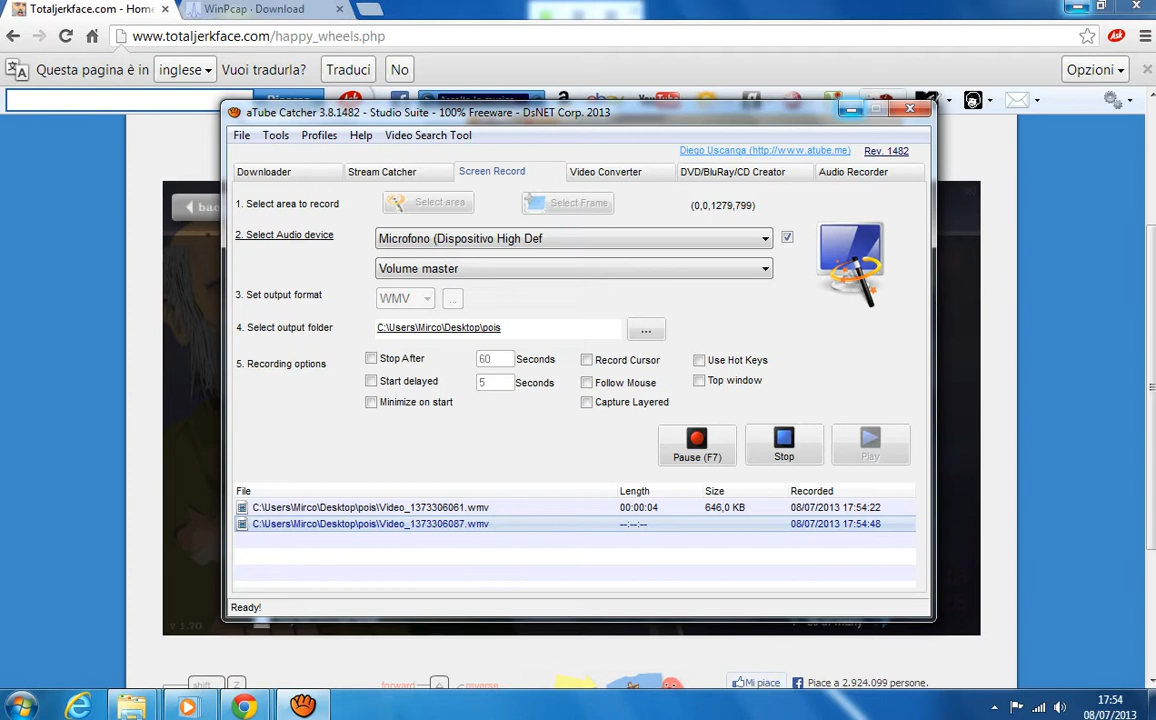 Totaljerkface.com - Home
WinPcap · Download
www.totaljerkface.com/happy_wheels.php
Ask
Questa pagina è in inglese Vuoi tradurla? Traduci No Opzioni
aTube Catcher 3.8.1482 - Studio Suite - 100% Freeware - DsNET Corp. 2013
File Tools Profiles Help Video Search Tool
Diego Uscanga (http://www.atube.me) Rev. 1482
Downloader Stream Catcher Screen Record Video Converter DVD/BluRay/CD Creator Audio Recorder
1. Select area to record Select area Select Frame (0,0,1279,799)
2. Select Audio device Microfono (Dispositivo High Def
Volume master
3. Set output format WMV ...
4. Select output folder C:\Users\Mirco\Desktop\pois ...
5. Recording options
Stop After 60 Seconds Record Cursor Use Hot Keys
Start delayed 5 Seconds Follow Mouse Top window
Minimize on start Capture Layered
Pause (F7) Stop Play
File Length Size Recorded
C:\Users\Mirco\Desktop\pois\Video_1373306061.wmv 00:00:04 646,0 KB 08/07/2013 17:54:22
C:\Users\Mirco\Desktop\pois\Video_1373306087.wmv --:--:-- 08/07/2013 17:54:48
Ready!
v 1.70
shift Z forward reverse
Mi piace Piace a 2.924.099 persone.
17:54
08/07/2013